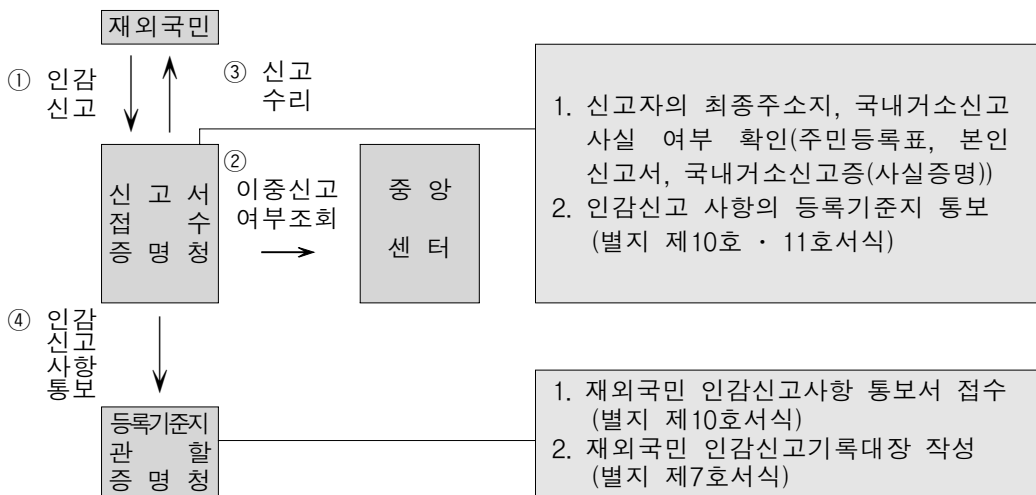 재외국민
① 인감
신고
③ 신고
수리
신 고 서
접 수
증 명 청
②
이중신고
여부조회
중 앙
센 터
1. 신고자의 최종주소지, 국내거소신고
사실 여부 확인(주민등록표, 본인
신고서, 국내거소신고증(사실증명))
2. 인감신고 사항의 등록기준지 통보
(별지 제10호 · 11호서식)
④ 인감
신고
사항
통보
등록기준지
관 할
증 명 청
1. 재외국민 인감신고사항 통보서 접수
(별지 제10호서식)
2. 재외국민 인감신고기록대장 작성
(별지 제7호서식)